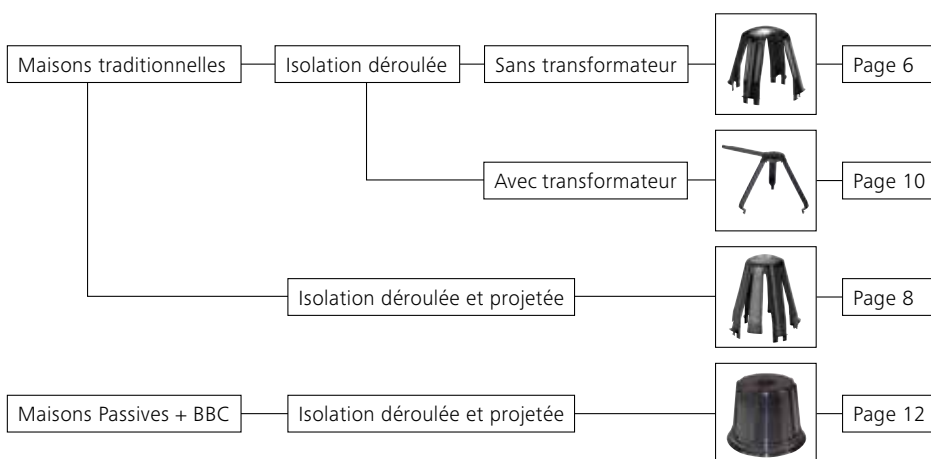 Maisons traditionnelles
Isolation déroulée
Sans transformateur
Page 6
Avec transformateur
Page 10
Isolation déroulée et projetée
Page 8
Maisons Passives + BBC
Isolation déroulée et projetée
Page 12